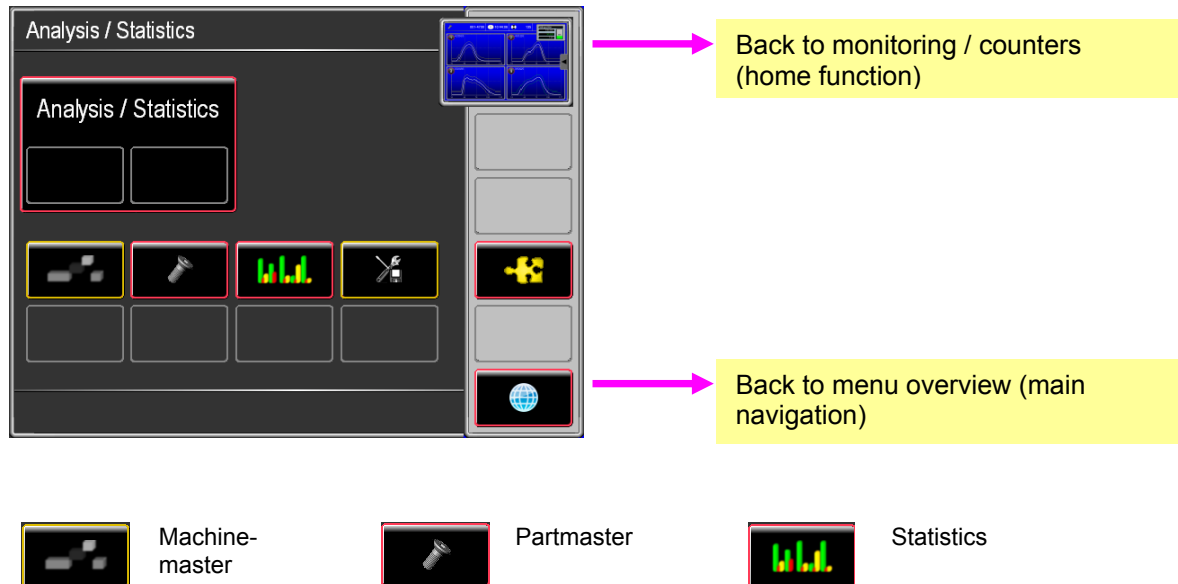 Analysis / Statistics
Back to monitoring / counters
(home function)
Analysis / Statistics
Back to menu overview (main
navigation)
Machine-
master
Partmaster
Statistics